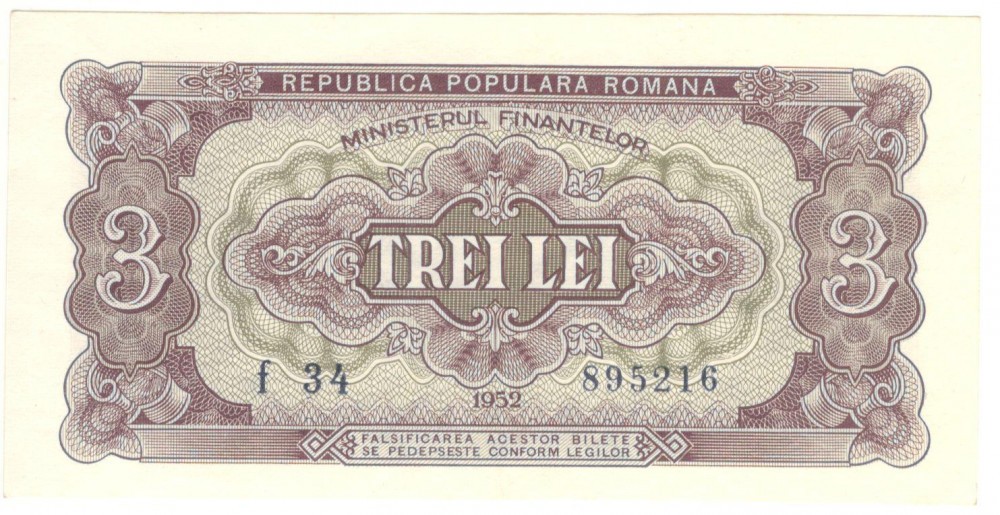 REPUBLICA POPULARA ROMANA
MINISTERUL FINANTELOR
3 TREI LEI 3
f 34 895216
1952
FALSIFICAREA ACESTOR BILETE
SE PEDEPSESTE CONFORM LEGILOR